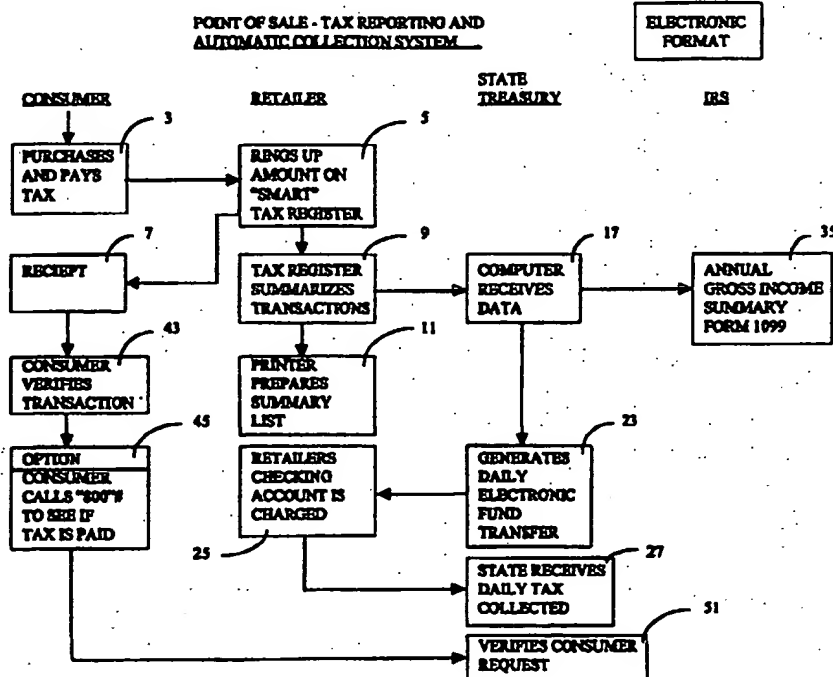 POINT OF SALE - TAX REPORTING AND
AUTOMATIC COLLECTION SYSTEM
ELECTRONIC
FORMAT
CONSUMER
RETAILER
STATE
TREASURY
IRS
3
PURCHASES
AND PAYS
TAX
5
RINGS UP
AMOUNT ON
"SMART"
TAX REGISTER
7
RECIEPT
9
TAX REGISTER
SUMMARIZES
TRANSACTIONS
17
COMPUTER
RECEIVES
DATA
35
ANNUAL
GROSS INCOME
SUMMARY
FORM 1099
43
CONSUMER
VERIFIES
TRANSACTION
11
PRINTER
PREPARES
SUMMARY
LIST
45
OPTION
CONSUMER
CALLS "800"#
TO SEE IF
TAX IS PAID
RETAILERS
CHECKING
ACCOUNT IS
CHARGED
25
23
GENERATES
DAILY
ELECTRONIC
FUND
TRANSFER
27
STATE RECEIVES
DAILY TAX
COLLECTED
51
VERIFIES CONSUMER
REQUEST